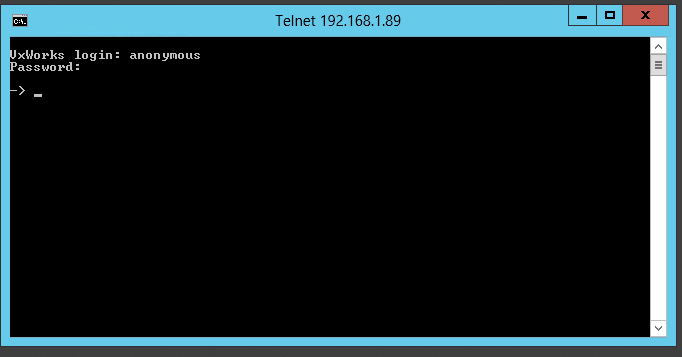 Telnet 192.168.1.89
VxWorks login: anonymous
Password:
->